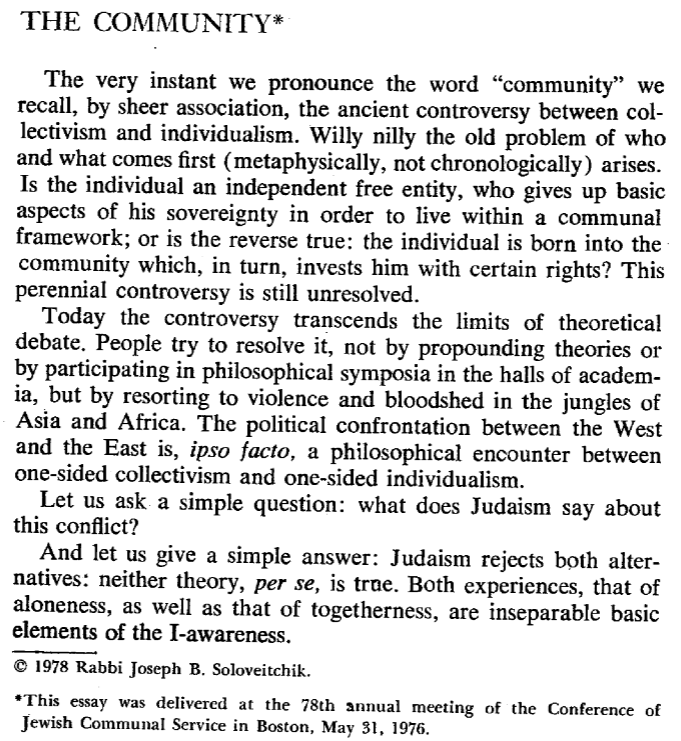 THE COMMUNITY*
The very instant we pronounce the word “community” we
recall, by sheer association, the ancient controversy between col-
lectivism and individualism. Willy nilly the old problem of who
and what comes first (metaphysically, not chronologically) arises.
Is the individual an independent free entity, who gives up basic
aspects of his sovereignty in order to live within a communal
framework; or is the reverse true: the individual is born into the
community which, in turn, invests him with certain rights? This
perennial controversy is still unresolved.
Today the controversy transcends the limits of theoretical
debate. People try to resolve it, not by propounding theories or
by participating in philosophical symposia in the halls of academ-
ia, but by resorting to violence and bloodshed in the jungles of
Asia and Africa. The political confrontation between the West
and the East is, ipso facto, a philosophical encounter between
one-sided collectivism and one-sided individualism.
Let us ask a simple question: what does Judaism say about
this conflict?
And let us give a simple answer: Judaism rejects both alter-
natives: neither theory, per se, is true. Both experiences, that of
aloneness, as well as that of togetherness, are inseparable basic
elements of the I-awareness.
© 1978 Rabbi Joseph B. Soloveitchik.
*This essay was delivered at the 78th annual meeting of the Conference of
Jewish Communal Service in Boston, May 31, 1976.